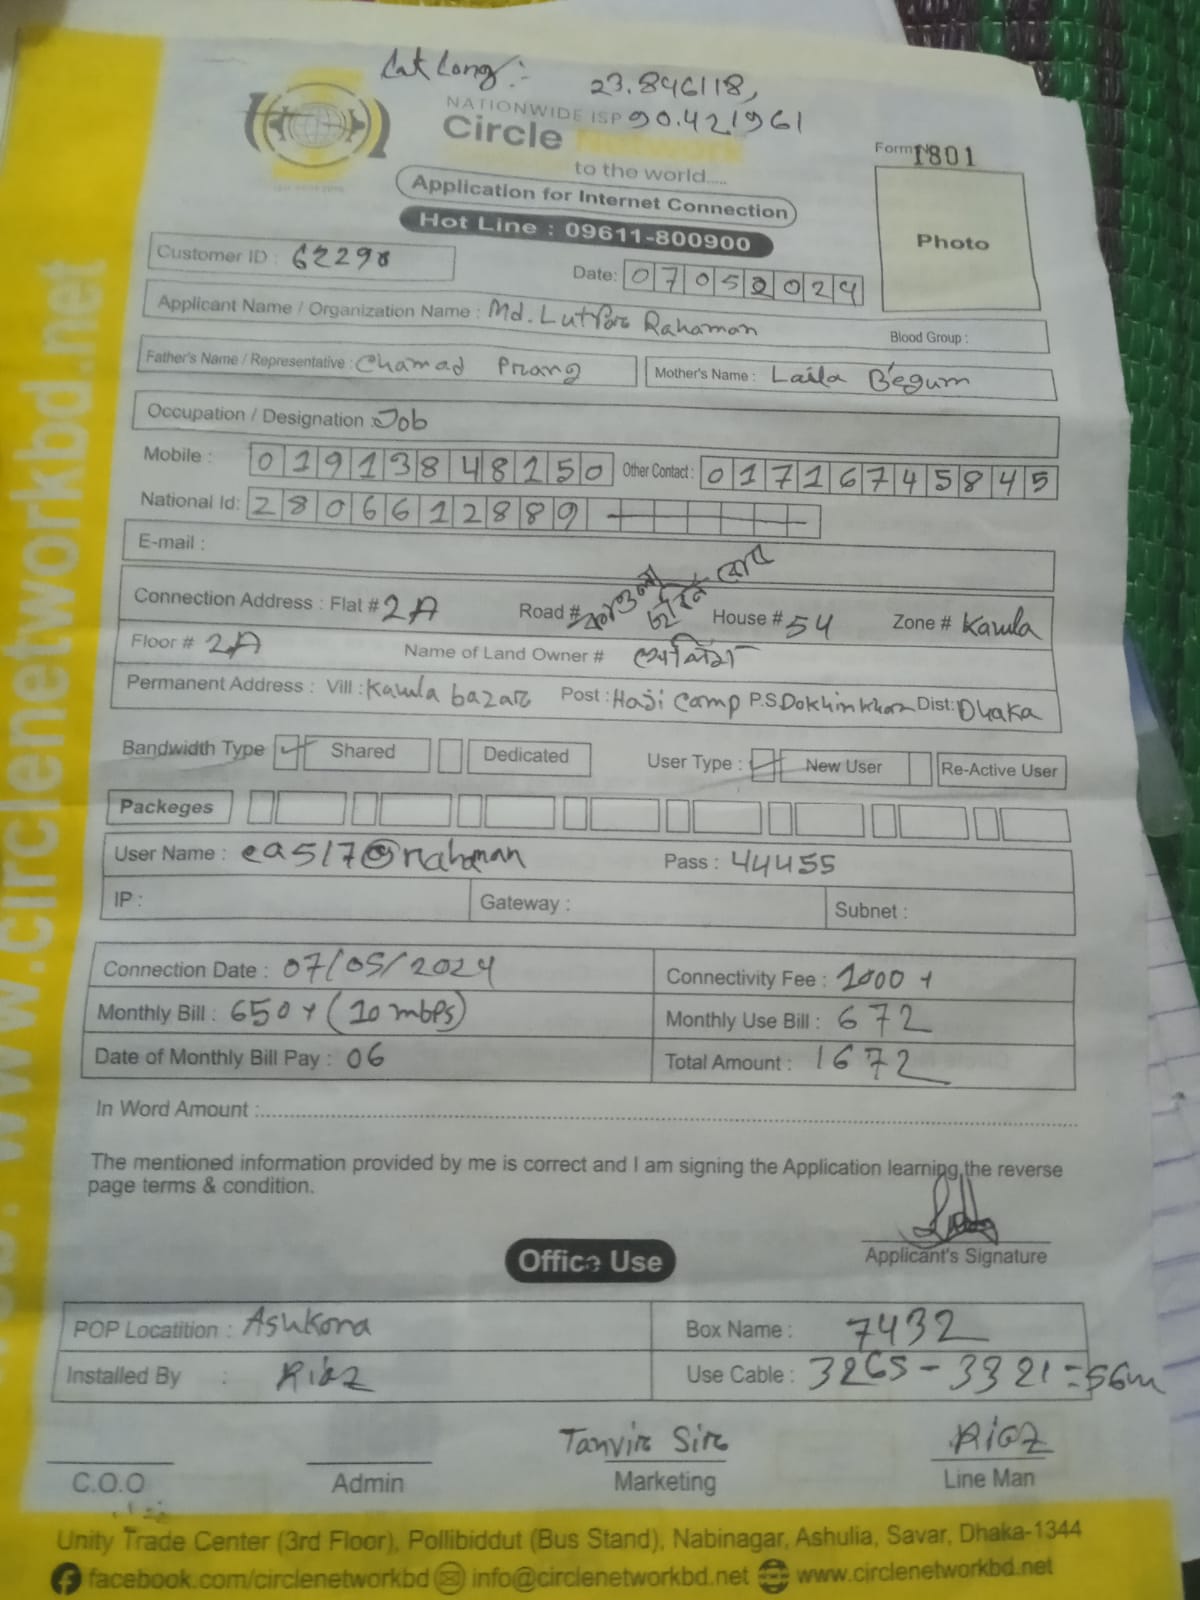 Lat Long:- 23.846118,
90.421961
NATIONWIDE ISP
Circle Network
to the world.....
Form 1801
Application for Internet Connection
Hot Line : 09611-800900
Photo
Customer ID : 62298
Date: 07052024
Applicant Name / Organization Name : Md. Lutfor Rahaman
Blood Group :
Father's Name / Representative : Chamad Prang
Mother's Name : Laila Begum
Occupation / Designation : Job
Mobile : 01913848150 Other Contact : 01716745845
National Id: 2806612889
E-mail :
Connection Address : Flat # 2A Road # House # 54 Zone # Kawla
Floor # 2A Name of Land Owner #
Permanent Address : Vill : Kawla bazar Post : Haji Camp P.S. Dokhinkhan Dist: Dhaka
Bandwidth Type Shared Dedicated User Type : New User Re-Active User
Packeges
User Name : ea517@rahaman Pass : 44455
IP : Gateway : Subnet :
Connection Date : 07/05/2024 Connectivity Fee : 1000+
Monthly Bill : 650+ (10 mbps) Monthly Use Bill : 672
Date of Monthly Bill Pay : 06 Total Amount : 1672
In Word Amount :
The mentioned information provided by me is correct and I am signing the Application learning the reverse
page terms & condition.
Applicant's Signature
Office Use
POP Locatition : Ashkona Box Name : 7432
Installed By : Riaz Use Cable : 3265 - 3321 = 56m
Tanvir Sir Riaz
C.O.O Admin Marketing Line Man
Unity Trade Center (3rd Floor), Pollibiddut (Bus Stand), Nabinagar, Ashulia, Savar, Dhaka-1344
facebook.com/circlenetworkbd info@circlenetworkbd.net www.circlenetworkbd.net
www.circlenetworkbd.net